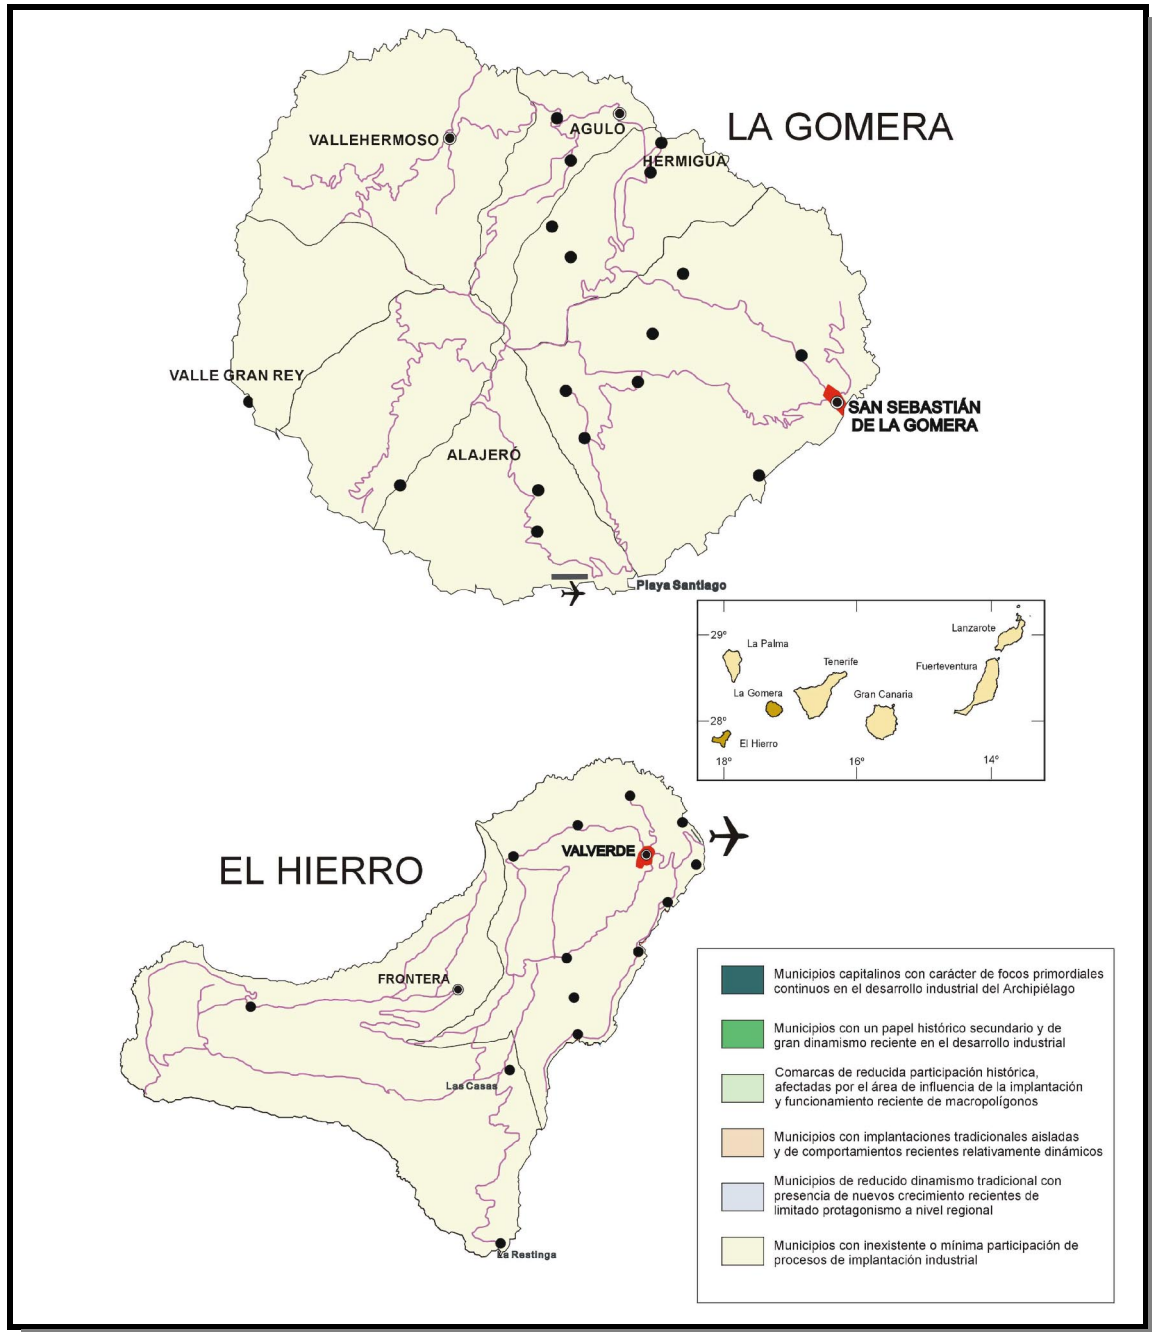 LA GOMERA
VALLEHERMOSO
AGULO
HERMIGUA
VALLE GRAN REY
SAN SEBASTIÁN
DE LA GOMERA
ALAJERÓ
Playa Santiago
29º
28º
18º
16º
14º
La Palma
Lanzarote
Tenerife
Fuerteventura
La Gomera
Gran Canaria
El Hierro
EL HIERRO
VALVERDE
FRONTERA
Las Casas
La Restinga
Municipios capitalinos con carácter de focos primordiales
continuos en el desarrollo industrial del Archipiélago
Municipios con un papel histórico secundario y de
gran dinamismo reciente en el desarrollo industrial
Comarcas de reducida participación histórica,
afectadas por el área de influencia de la implantación
y funcionamiento reciente de macropolígonos
Municipios con implantaciones tradicionales aisladas
y de comportamientos recientes relativamente dinámicos
Municipios de reducido dinamismo tradicional con
presencia de nuevos crecimiento recientes de
limitado protagonismo a nivel regional
Municipios con inexistente o mínima participación de
procesos de implantación industrial